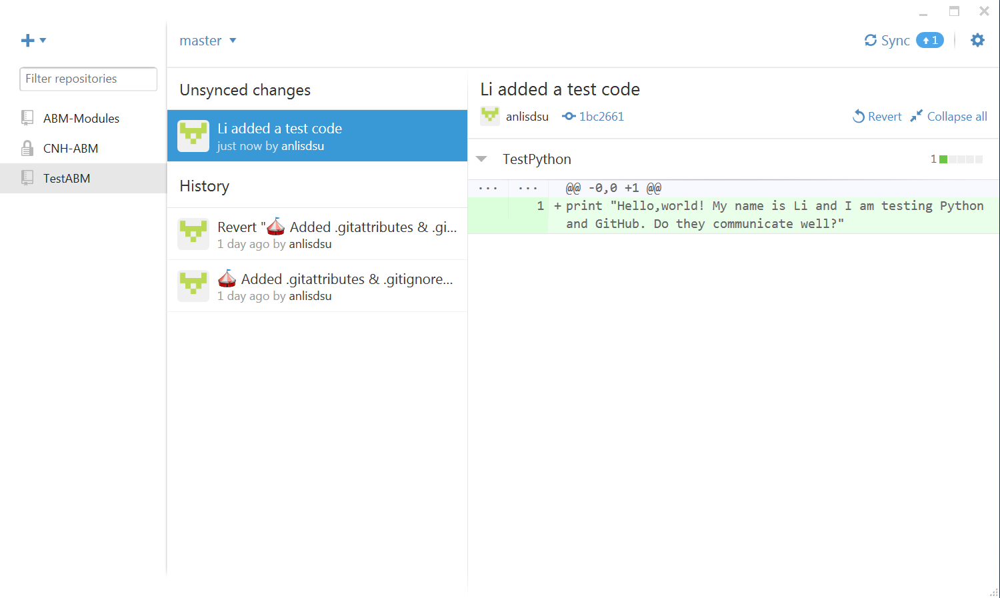 master
Sync 1
Filter repositories
ABM-Modules
CNH-ABM
TestABM
Unsynced changes
Li added a test code
just now by anlisdsu
History
Revert " Added .gitattributes & .gi...
1 day ago by anlisdsu
Added .gitattributes & .gitignore...
1 day ago by anlisdsu
Li added a test code
anlisdsu 1bc2661
Revert Collapse all
TestPython 1
... ... @@ -0,0 +1 @@
1 + print "Hello,world! My name is Li and I am testing Python
and GitHub. Do they communicate well?"